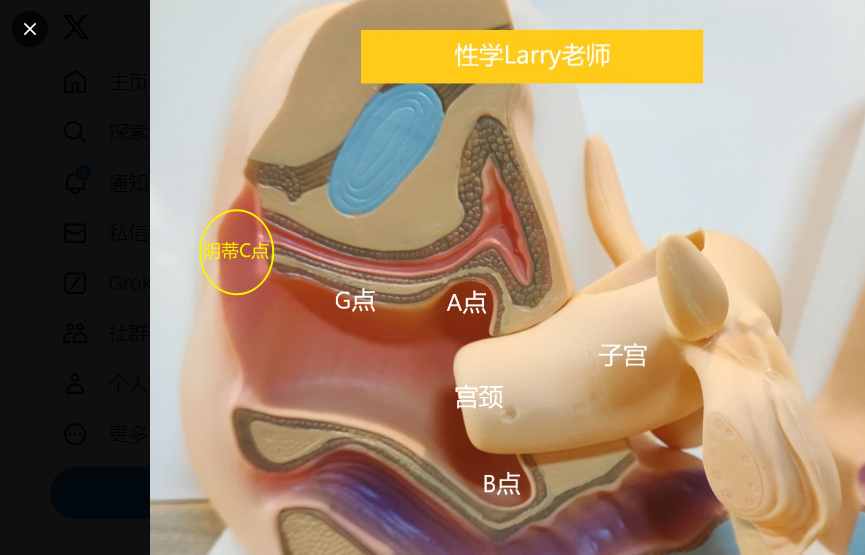 性学Larry老师
主页
探索
1
通知
私信
Grok
社群
个人
更多
阴蒂C点
G点
A点
子宫
宫颈
B点